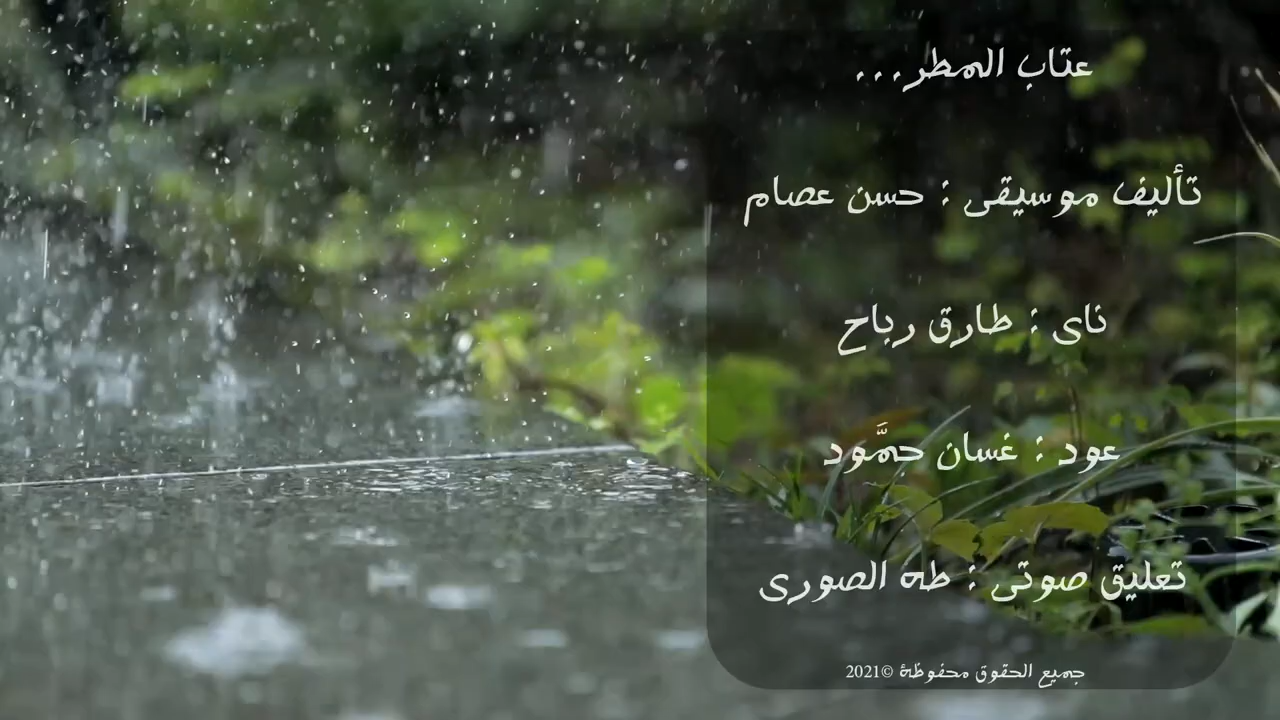 عتاب المطر...
تأليف موسيقى : حسن عصام
ناى : طارق رباح
عود : غسان حمَّود
تعليق صوتى : طه الصورى
جميع الحقوق محفوظة ©2021